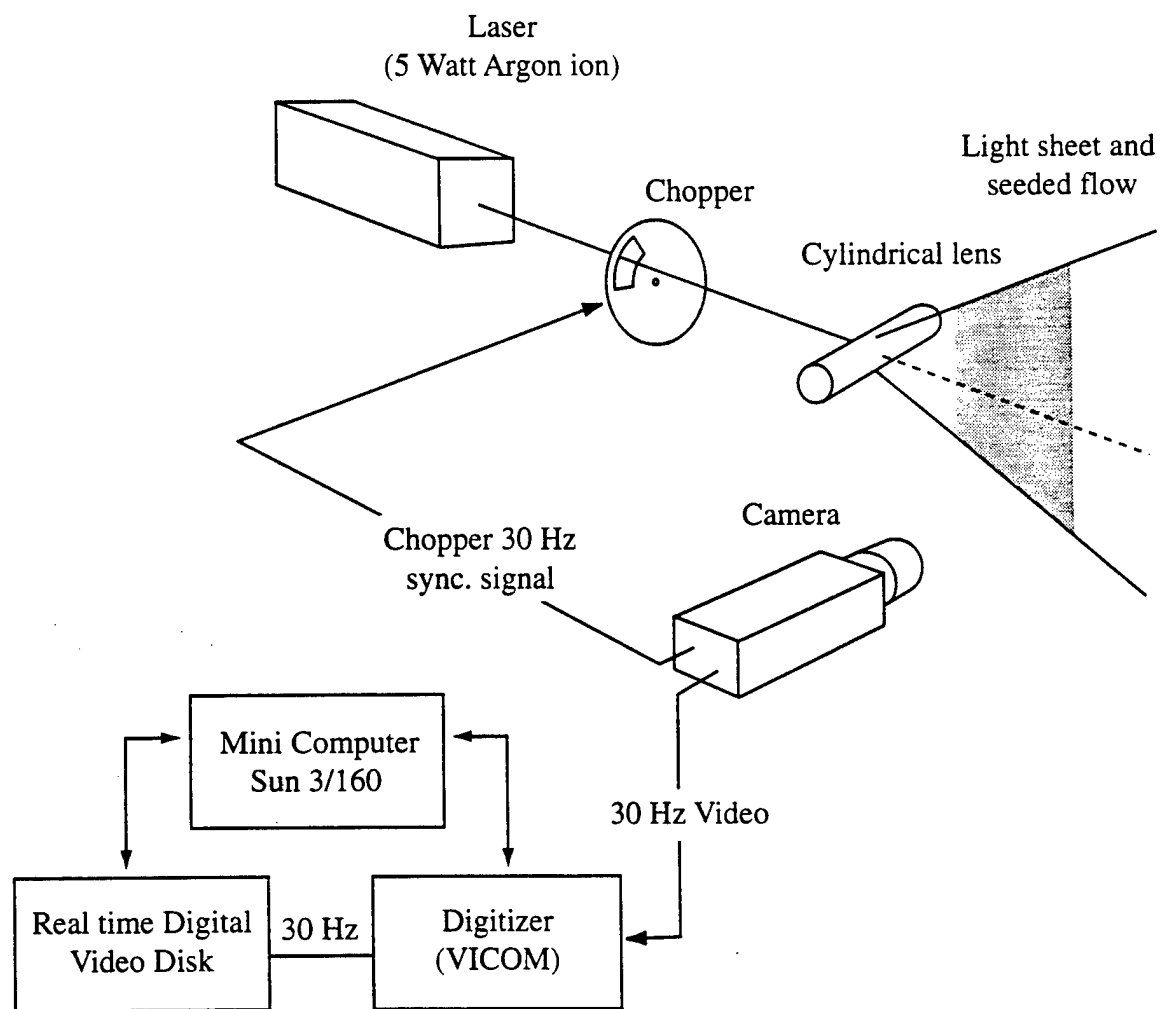 Laser
(5 Watt Argon ion)
Light sheet and
seeded flow
Chopper
Cylindrical lens
Camera
Chopper 30 Hz
sync. signal
Mini Computer
Sun 3/160
30 Hz Video
Real time Digital
Video Disk
30 Hz
Digitizer
(VICOM)